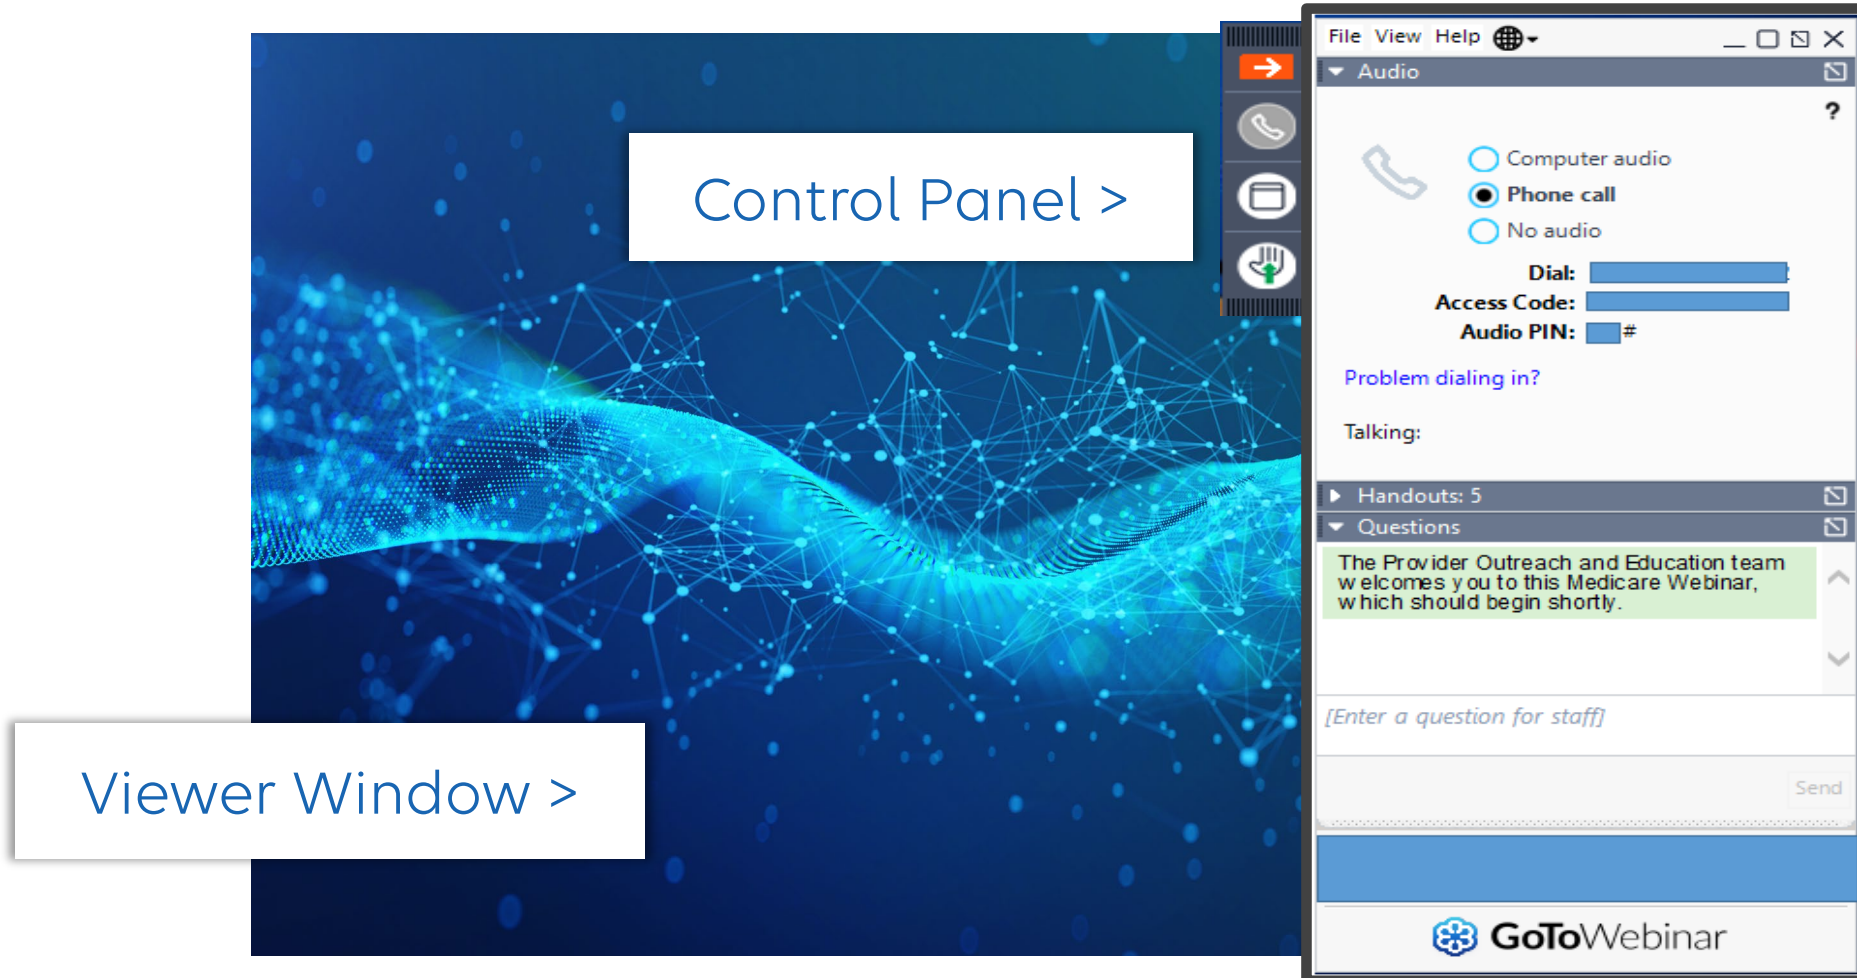 File View Help
Audio
?
Computer audio
Phone call
No audio
Dial:
Access Code:
Audio PIN: #
Problem dialing in?
Talking:
Handouts: 5
Questions
The Provider Outreach and Education team
welcomes you to this Medicare Webinar,
which should begin shortly.
[Enter a question for staff]
Send
GoToWebinar
Control Panel >
Viewer Window >